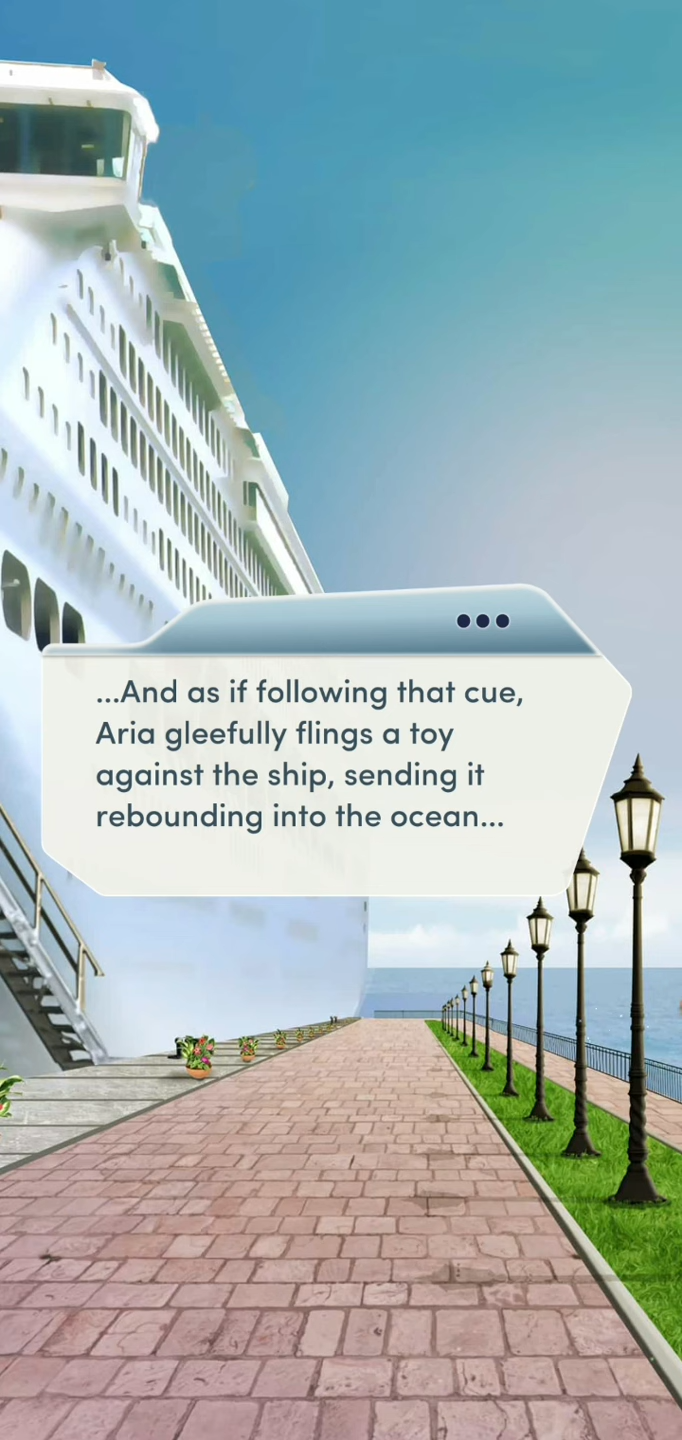 ...And as if following that cue,
Aria gleefully flings a toy
against the ship, sending it
rebounding into the ocean...